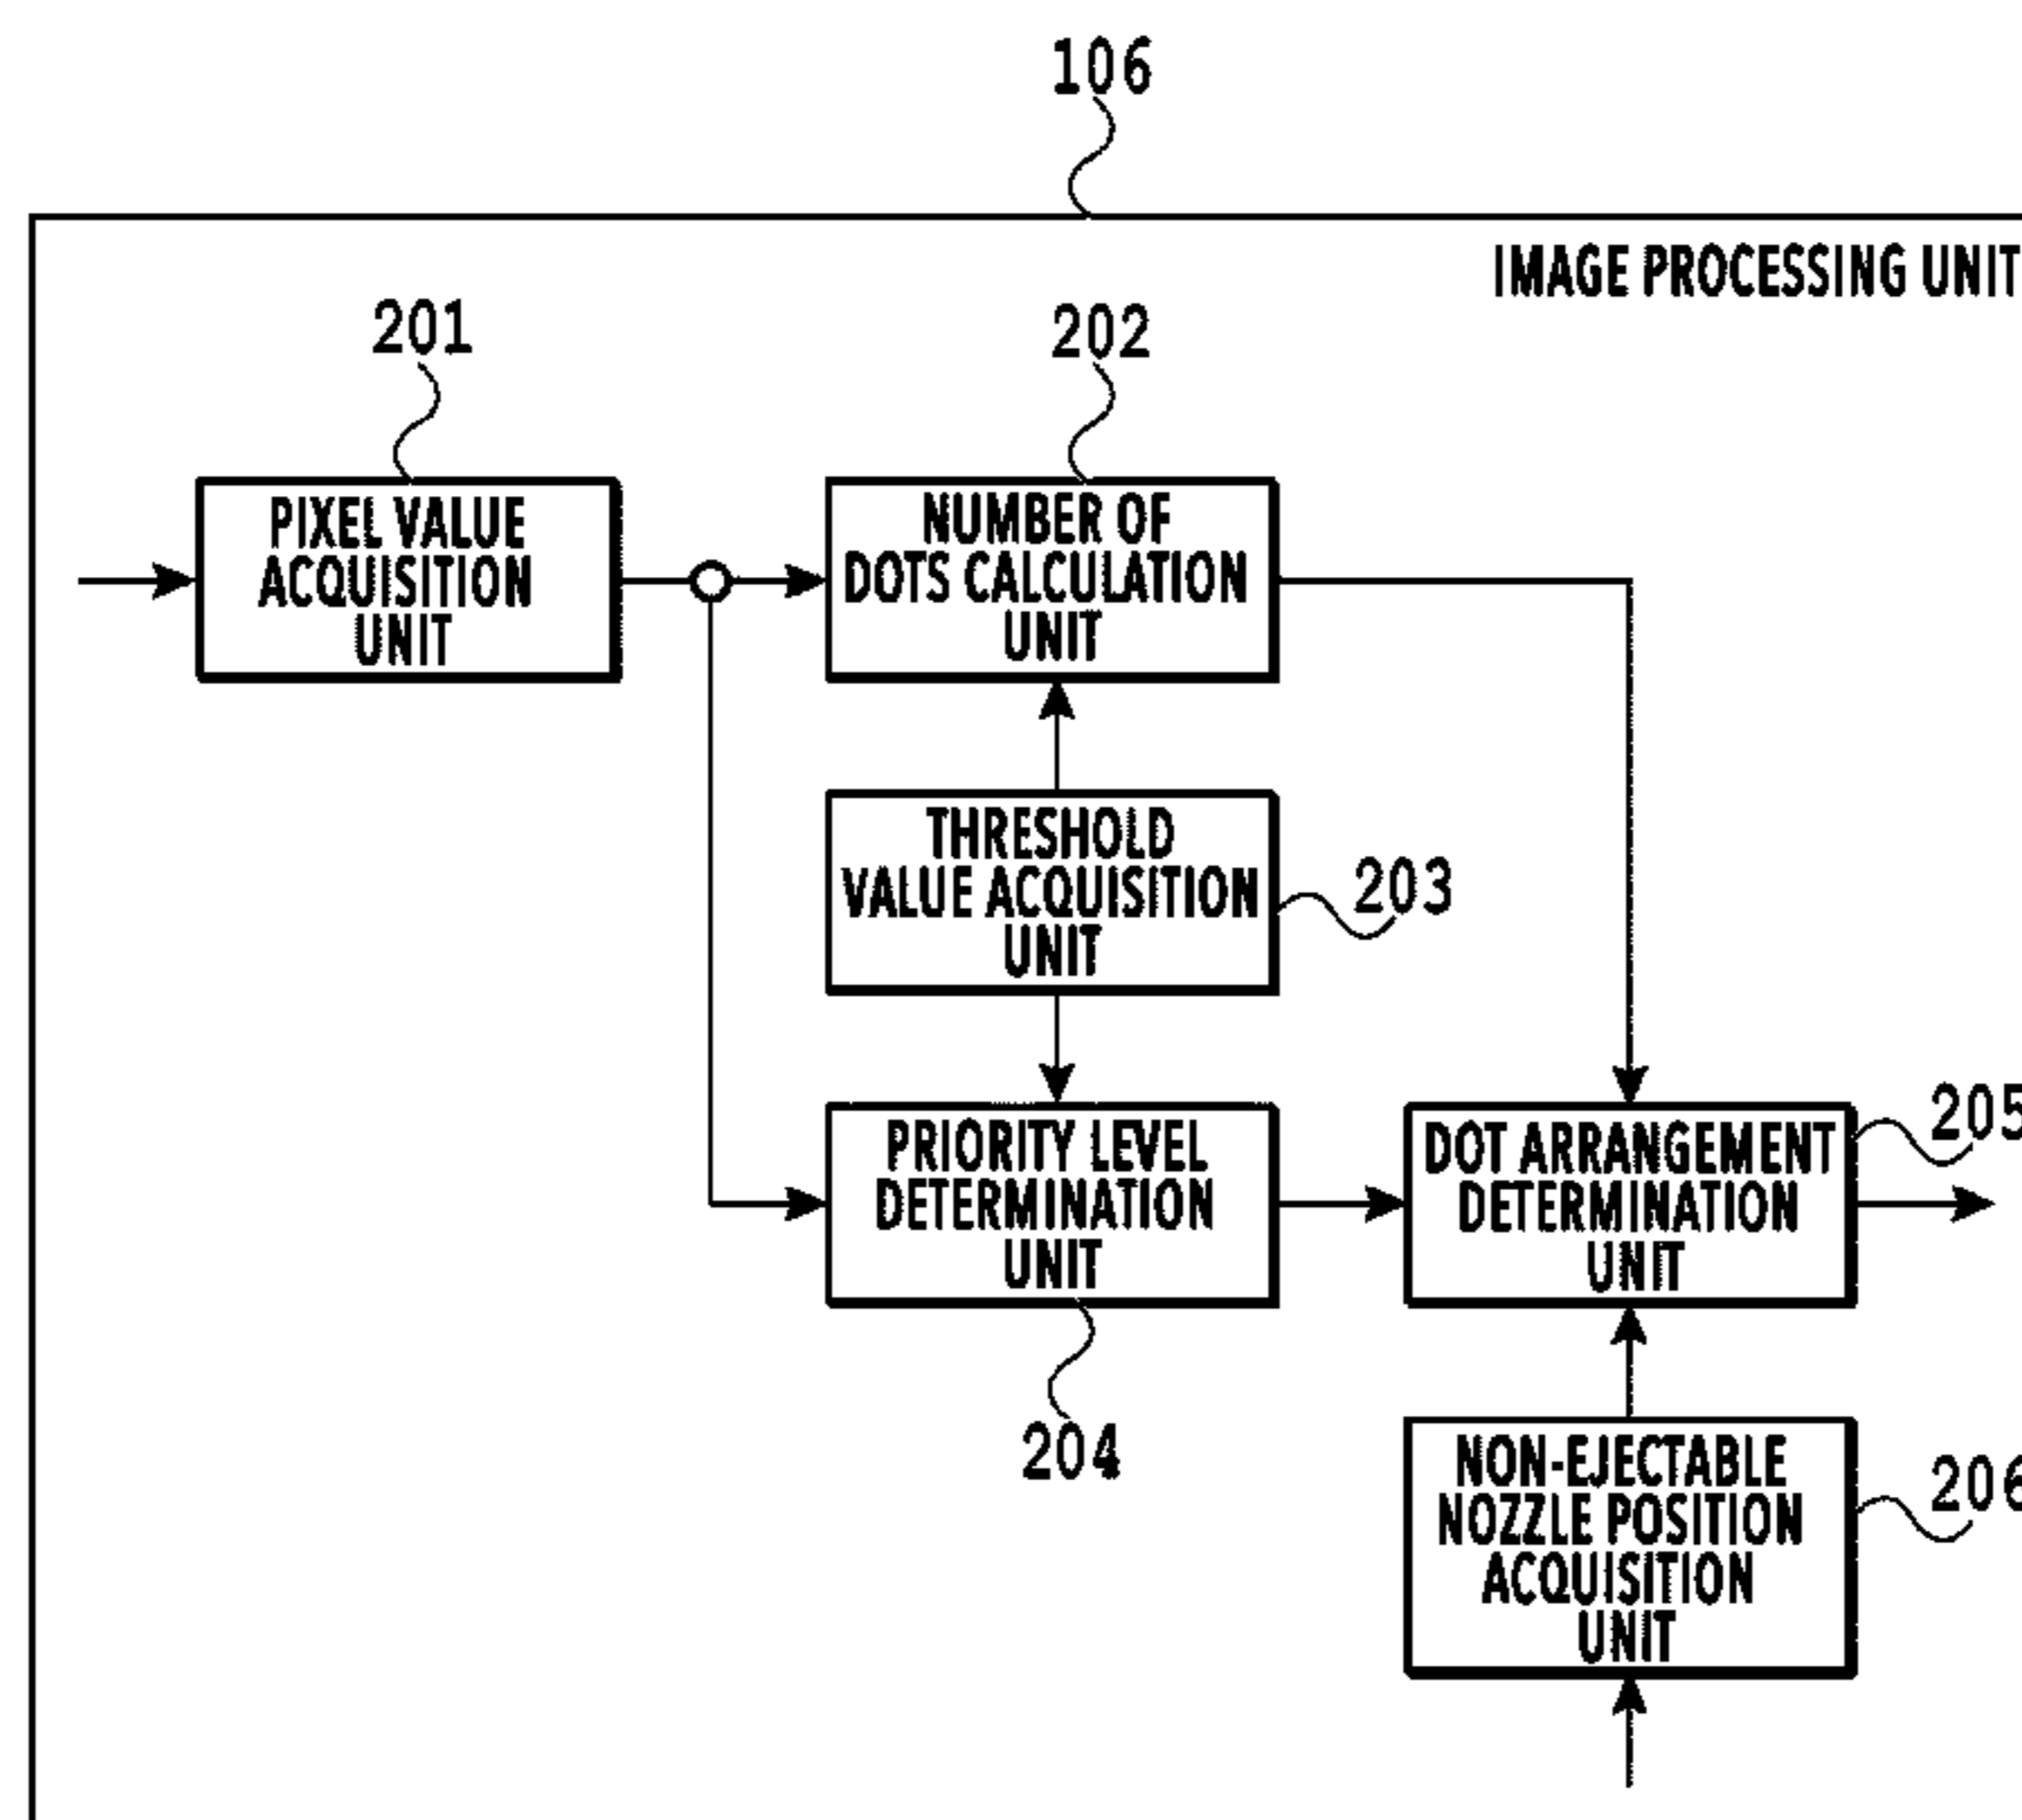 106
IMAGE PROCESSING UNIT
201
202
PIXEL VALUE
ACQUISITION
UNIT
NUMBER OF
DOTS CALCULATION
UNIT
THRESHOLD
VALUE ACQUISITION
UNIT
203
PRIORITY LEVEL
DETERMINATION
UNIT
204
DOT ARRANGEMENT
DETERMINATION
UNIT
205
NON-EJECTABLE
NOZZLE POSITION
ACQUISITION
UNIT
206